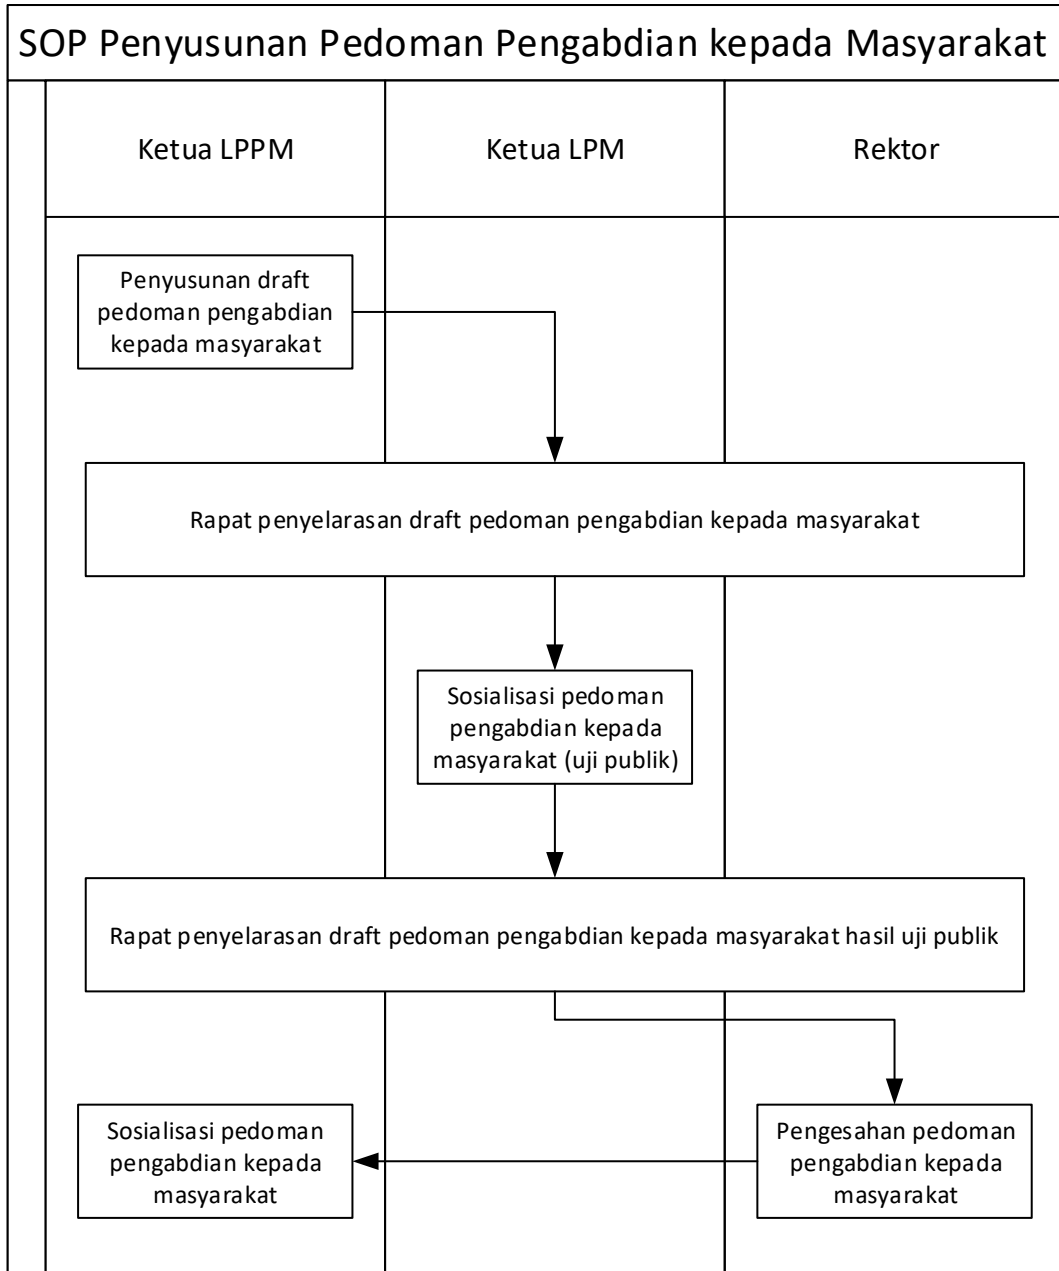 SOP Penyusunan Pedoman Pengabdian kepada Masyarakat
Ketua LPPM
Ketua LPM
Rektor
Penyusunan draft
pedoman pengabdian
kepada masyarakat
Rapat penyelarasan draft pedoman pengabdian kepada masyarakat
Sosialisasi pedoman
pengabdian kepada
masyarakat (uji publik)
Rapat penyelarasan draft pedoman pengabdian kepada masyarakat hasil uji publik
Sosialisasi pedoman
pengabdian kepada
masyarakat
Pengesahan pedoman
pengabdian kepada
masyarakat